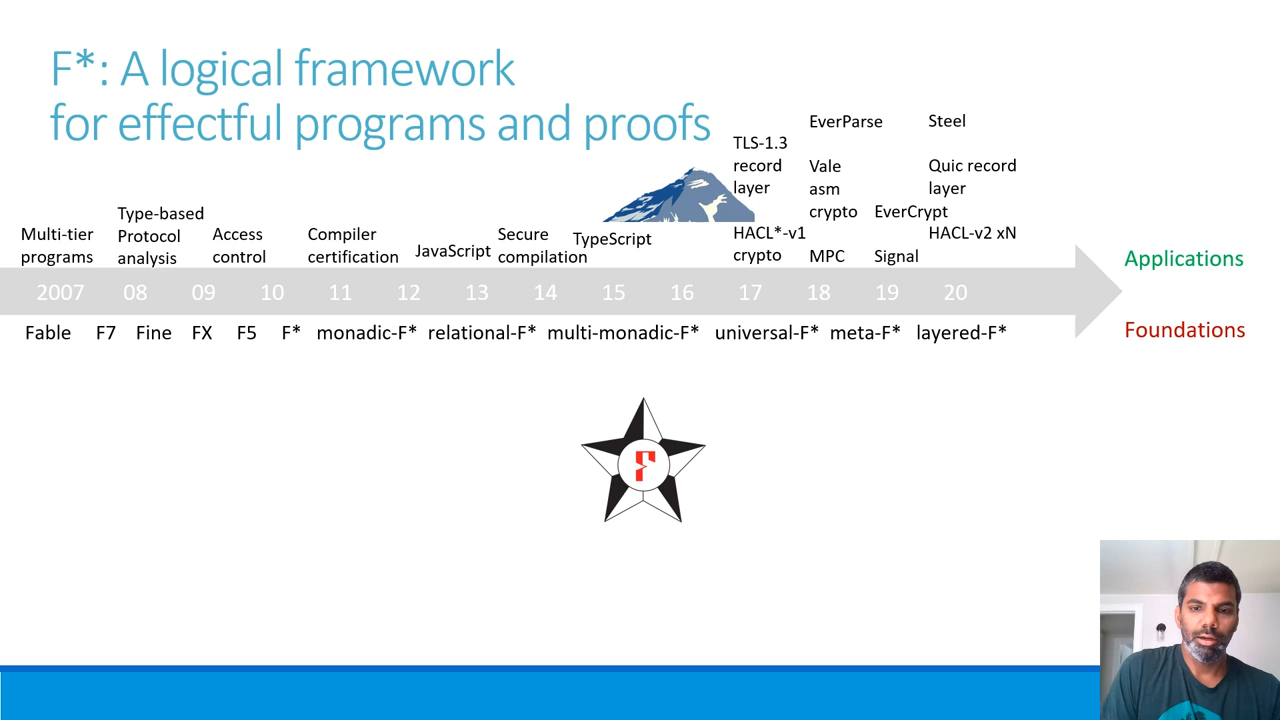 F*: A logical framework
for effectful programs and proofs
EverParse
Steel
TLS-1.3
record
layer
Vale
asm
crypto
Quic record
layer
Type-based
Protocol
analysis
Multi-tier
programs
Access
control
Compiler
certification
JavaScript
Secure
compilation
TypeScript
HACL*-v1
crypto
EverCrypt
HACL-v2 xN
MPC
Signal
Applications
2007 08 09 10 11 12 13 14 15 16 17 18 19 20
Fable F7 Fine FX F5 F* monadic-F* relational-F* multi-monadic-F* universal-F* meta-F* layered-F*
Foundations
F